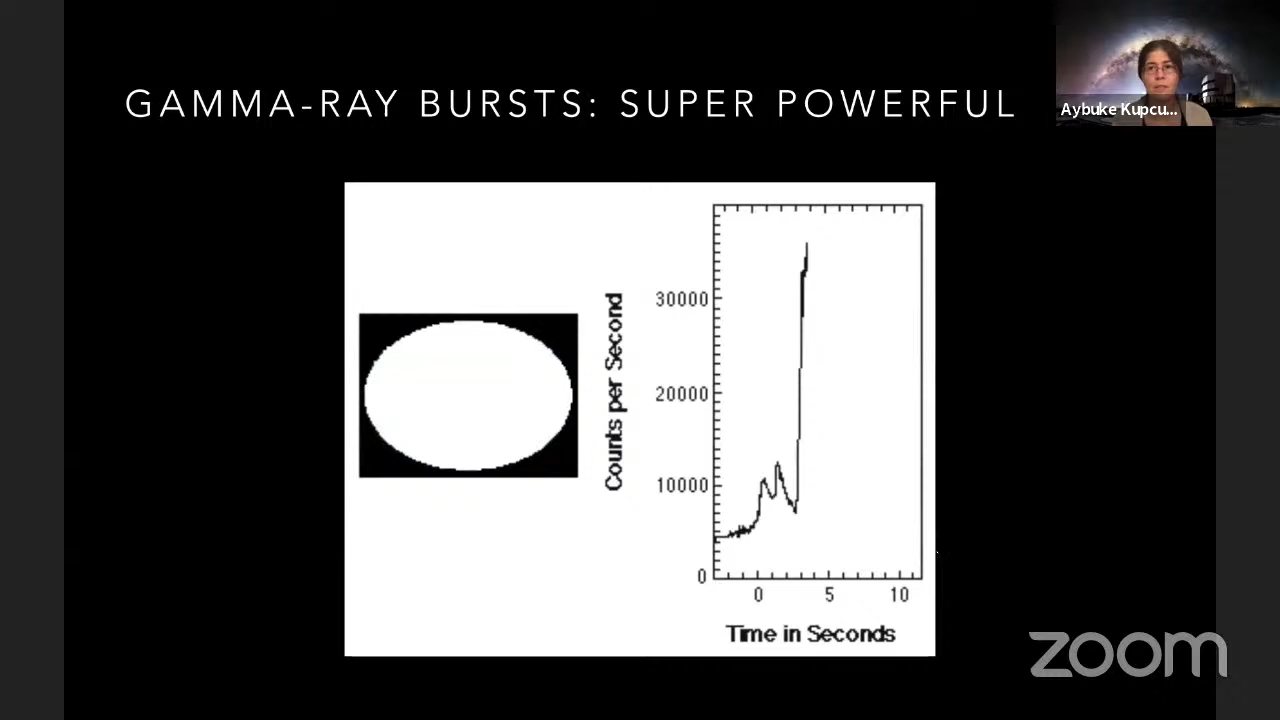 GAMMA-RAY BURSTS: SUPER POWERFUL
Aybuke Kupcu...
Counts per Second
30000
20000
10000
0
0 5 10
Time in Seconds
zoom